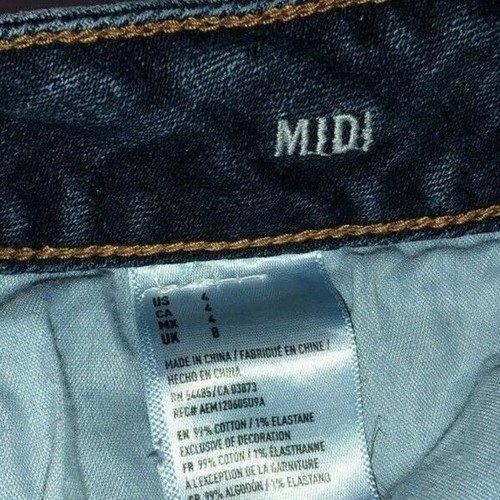 MIDI
US 4
CA 4
MX 4
UK 8
MADE IN CHINA / FABRIQUÉ EN CHINE /
HECHO EN CHINA
RN 54485/CA 03873
REG# AEM12060SU9A
EN 99% COTTON / 1% ELASTANE
EXCLUSIVE OF DECORATION
FR 99% COTON / 1% ÉLASTHANNE
À L'EXCEPTION DE LA GARNITURE
ES 99% ALGODÓN / 1% ELASTANO